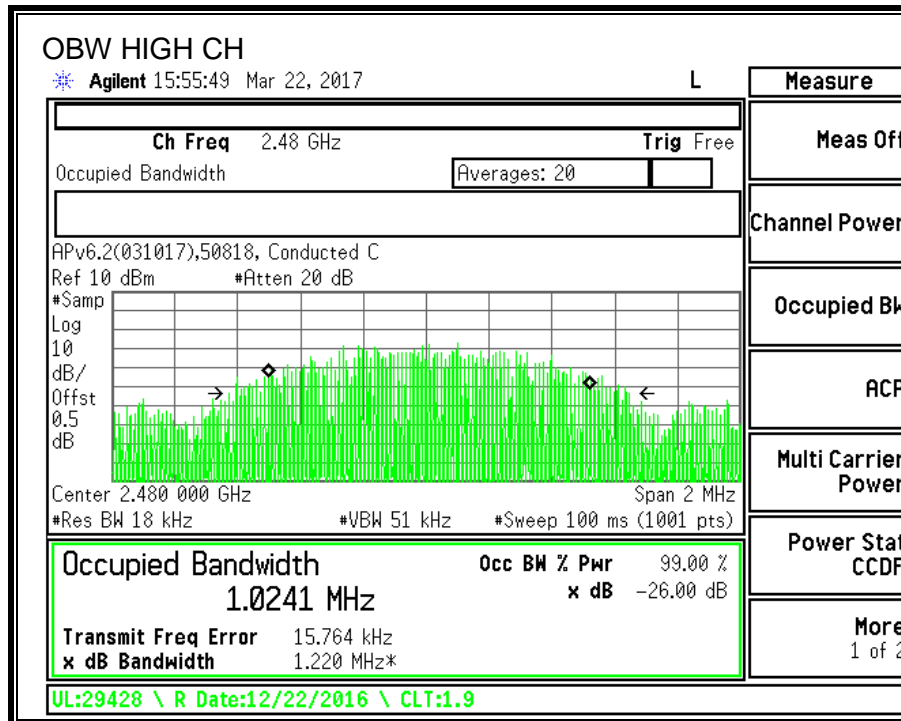 OBW HIGH CH
Agilent 15:55:49 Mar 22, 2017 L
Measure
Ch Freq 2.48 GHz Trig Free
Occupied Bandwidth Averages: 20
APv6.2(031017),50818, Conducted C
Ref 10 dBm #Atten 20 dB
#Samp
Log
10
dB/
Offst
0.5
dB
Center 2.480 000 GHz Span 2 MHz
#Res BW 18 kHz #VBW 51 kHz #Sweep 100 ms (1001 pts)
Occupied Bandwidth
1.0241 MHz
Occ BW % Pwr 99.00 %
x dB -26.00 dB
Transmit Freq Error 15.764 kHz
x dB Bandwidth 1.220 MHz*
UL:29428 \ R Date:12/22/2016 \ CLT:1.9
Meas Off
Channel Power
Occupied BW
ACP
Multi Carrier
Power
Power Stat
CCDF
More
1 of 2